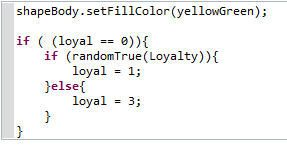 shapeBody.setFillColor(yellowGreen);
if ( (loyal == 0)){
if (randomTrue(Loyalty)){
loyal = 1;
}else{
loyal = 3;
}
}